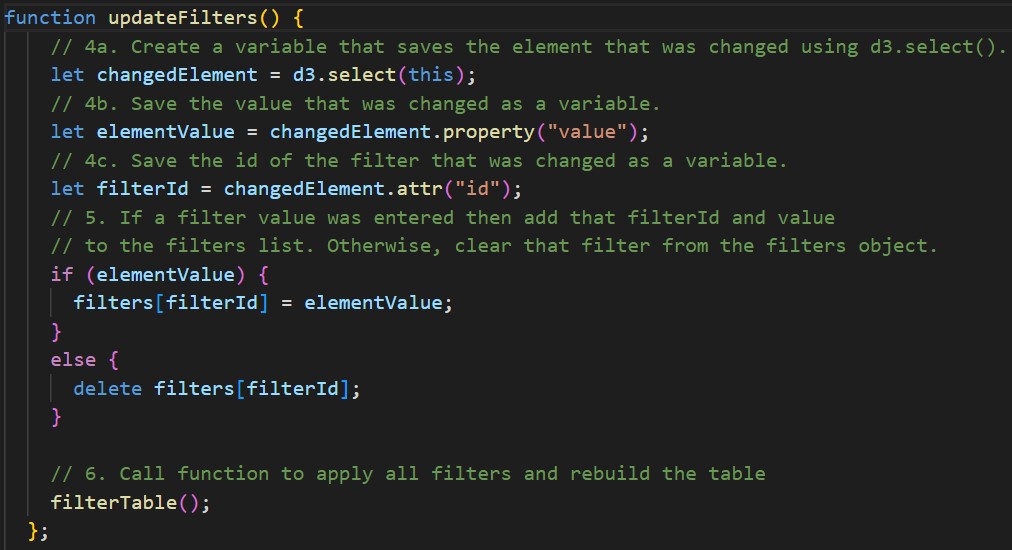 function updateFilters() {
// 4a. Create a variable that saves the element that was changed using d3.select().
let changedElement = d3.select(this);
// 4b. Save the value that was changed as a variable.
let elementValue = changedElement.property("value");
// 4c. Save the id of the filter that was changed as a variable.
let filterId = changedElement.attr("id");
// 5. If a filter value was entered then add that filterId and value
// to the filters list. Otherwise, clear that filter from the filters object.
if (elementValue) {
filters[filterId] = elementValue;
}
else {
delete filters[filterId];
}
// 6. Call function to apply all filters and rebuild the table
filterTable();
};